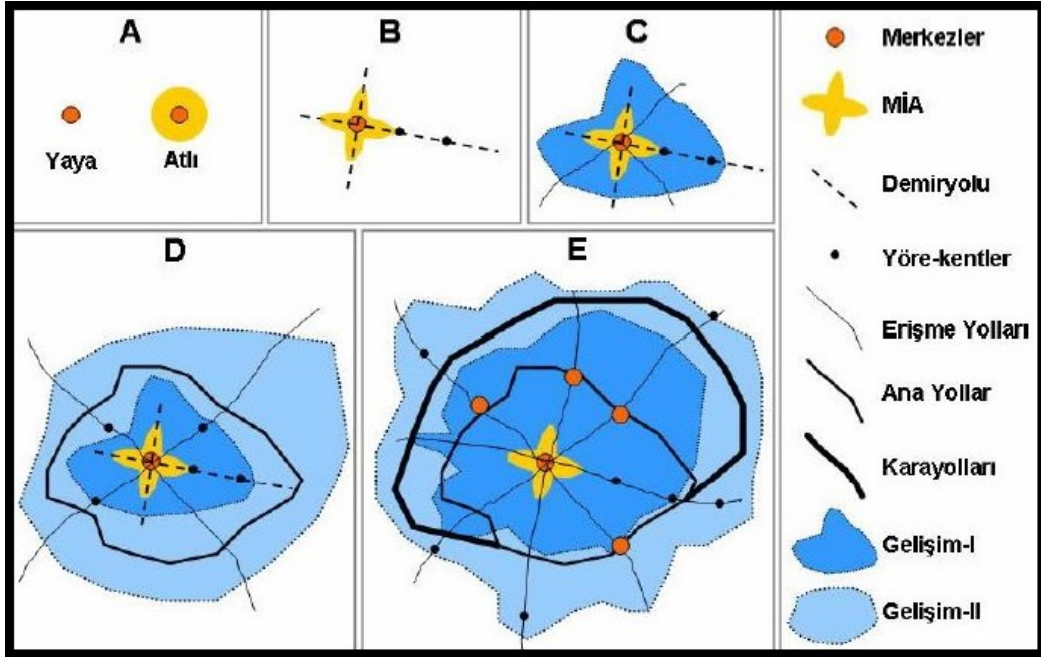 A
B
C
Yaya
Atlı
D
E
Merkezler
MİA
Demiryolu
Yöre-kentler
Erişme Yolları
Ana Yollar
Karayolları
Gelişim-I
Gelişim-II